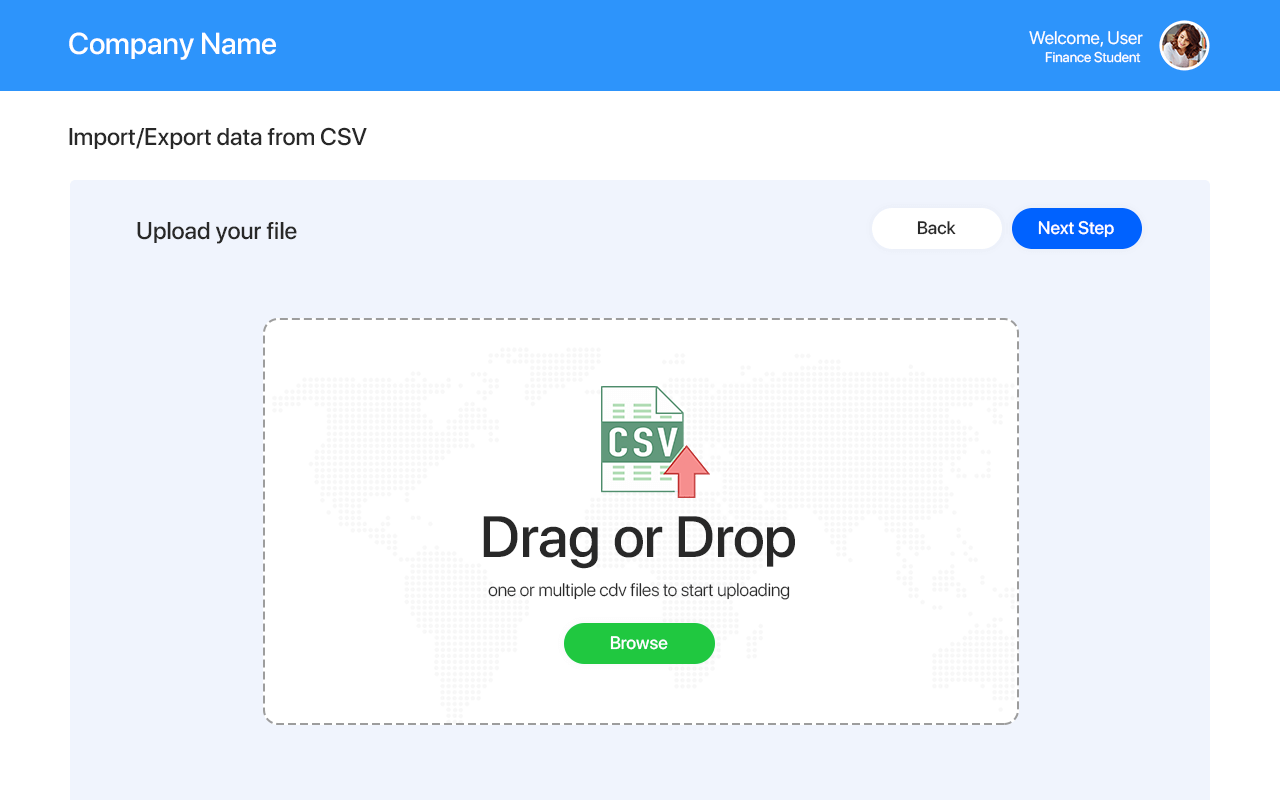 Company Name
Welcome, User
Finance Student
Import/Export data from CSV
Upload your file
Back
Next Step
CSV
Drag or Drop
one or multiple cdv files to start uploading
Browse